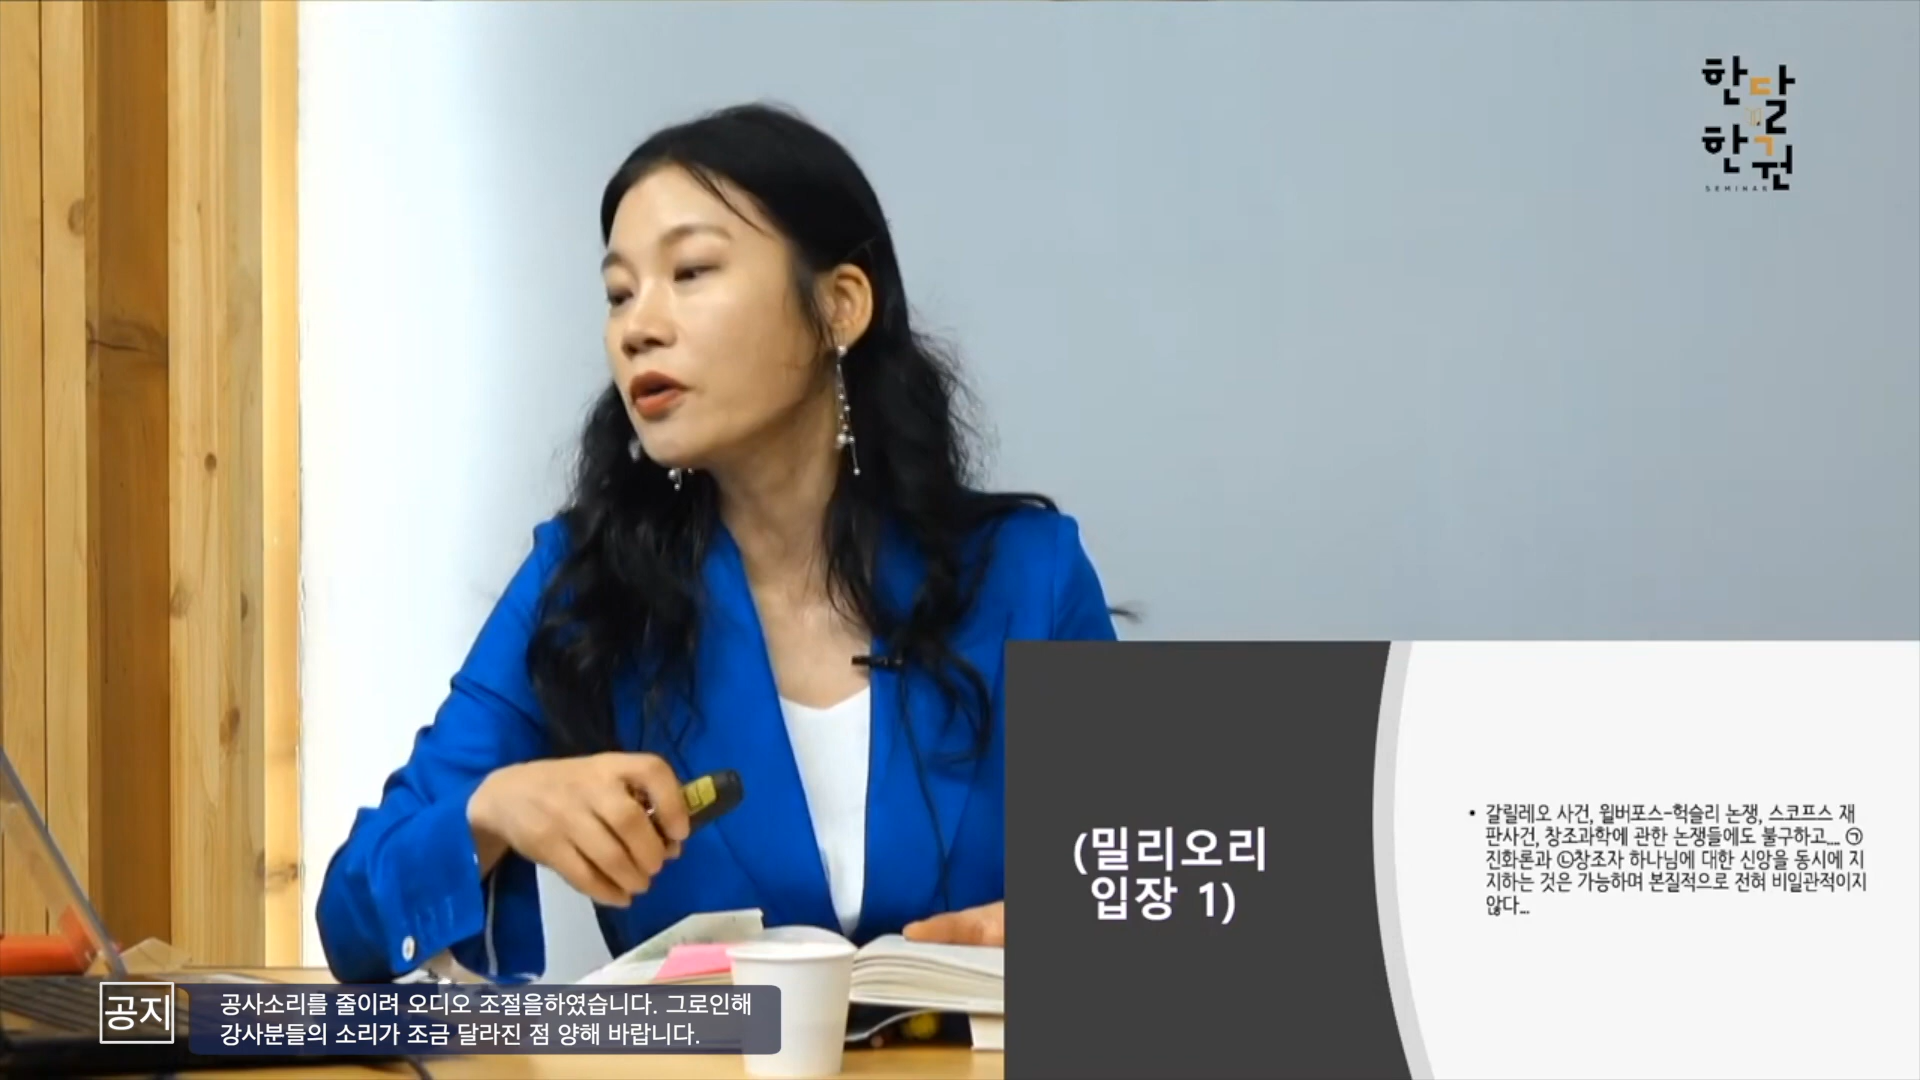 한달
한권
SEMINAR
(밀리오리
입장 1)
• 갈릴레오 사건, 윌버포스-헉슬리 논쟁, 스코프스 재
판사건, 창조과학에 관한 논쟁들에도 불구하고.... ㉠
진화론과 ㉡창조자 하나님에 대한 신앙을 동시에 지
지하는 것은 가능하며 본질적으로 전혀 비일관적이지
않다...
공지
공사소리를 줄이려 오디오 조절을하였습니다. 그로인해
강사분들의 소리가 조금 달라진 점 양해 바랍니다.